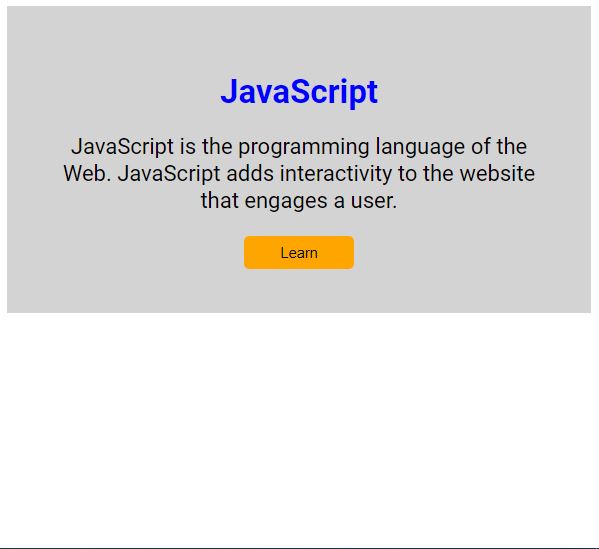 JavaScript
JavaScript is the programming language of the
Web. JavaScript adds interactivity to the website
that engages a user.
Learn